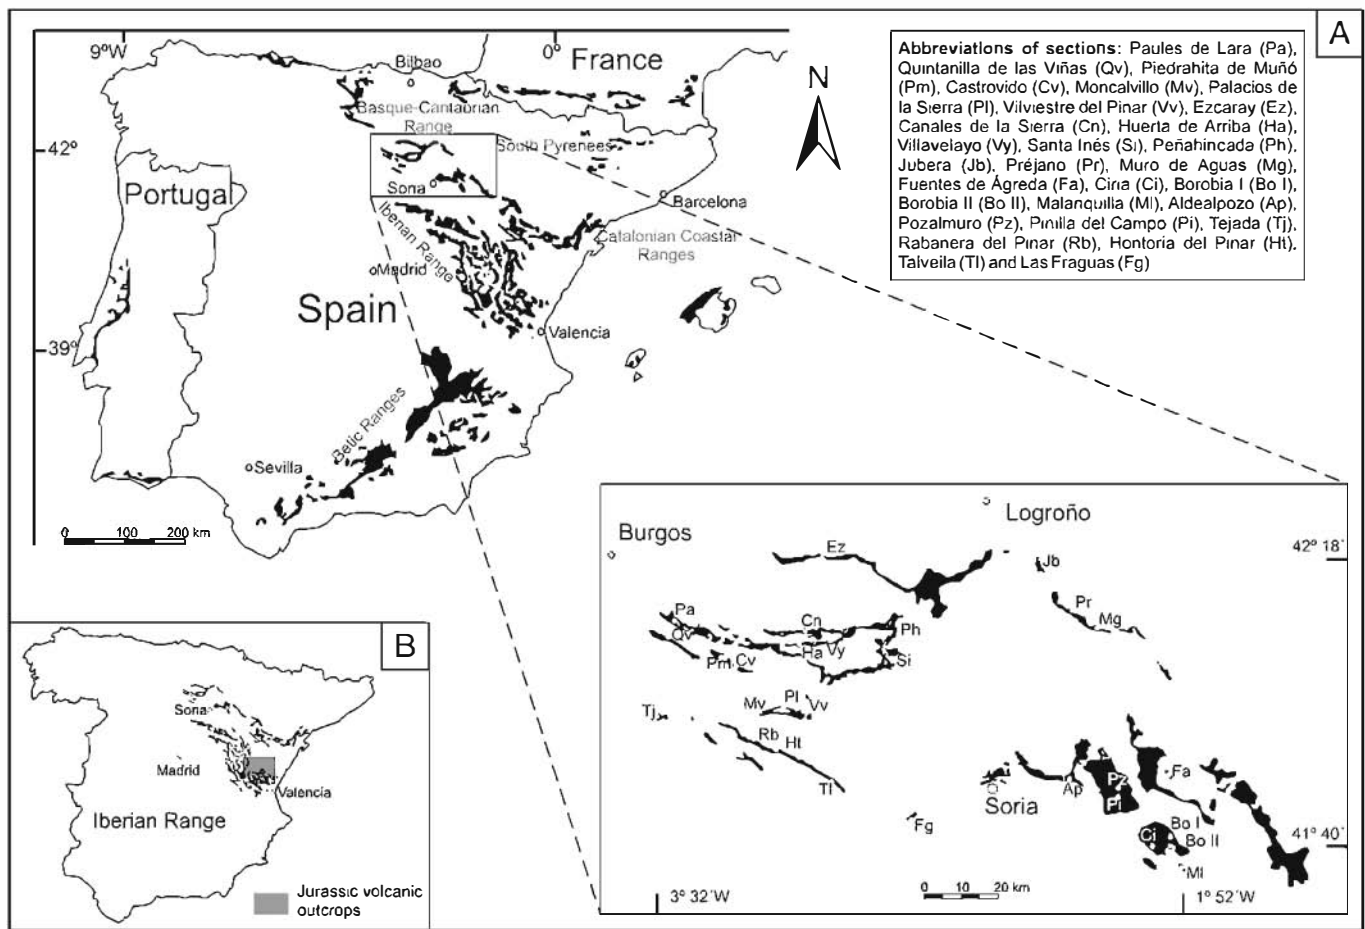 A
Abbreviations of sections: Paules de Lara (Pa),
Quintanilla de las Viñas (Qv), Piedrahita de Muñó
(Pm), Castrovido (Cv), Moncalvillo (Mv), Palacios de
la Sierra (Pl), Vilviestre del Pinar (Vv), Ezcaray (Ez),
Canales de la Sierra (Cn), Huerta de Arriba (Ha),
Villavelayo (Vy), Santa Inés (Si), Peñahincada (Ph),
Jubera (Jb), Préjano (Pr), Muro de Aguas (Mg),
Fuentes de Ágreda (Fa), Ciria (Ci), Borobia I (Bo I),
Borobia II (Bo II), Malanquilla (Ml), Aldealpozo (Ap),
Pozalmuro (Pz), Pinilla del Campo (Pi), Tejada (Tj),
Rabanera del Pinar (Rb), Hontoria del Pinar (Ht),
Talveila (Tl) and Las Fraguas (Fg)
9°W
0°
France
Bilbao
N
Basque-Cantabrian
Range
42°
South Pyrenees
Portugal
Soria
Barcelona
Iberian Range
Catalonian Coastal
Ranges
Madrid
Spain
Valencia
39°
Betic Ranges
Sevilla
0 100 200 km
Logroño
Burgos
42° 18'
Ez
Jb
Pr
Mg
Pa
Qv
Cn
Ph
Pm
Cv
Ha
Vy
Si
Tj
Mv
Pl
Vv
Rb
Ht
Tl
Soria
Ap
Pz
Pi
Fa
Fg
Ci
Bo I
Bo II
41° 40'
Ml
0 10 20 km
3° 32'W
1° 52'W
B
Soria
Madrid
Valencia
Iberian Range
Jurassic volcanic
outcrops